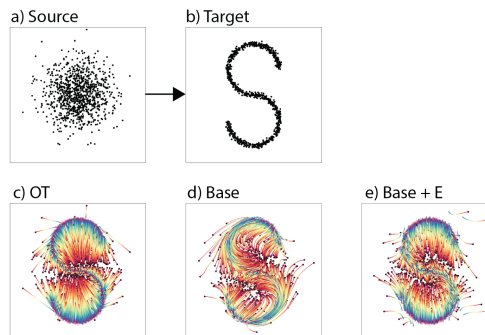 a) Source
b) Target
c) OT
d) Base
e) Base + E